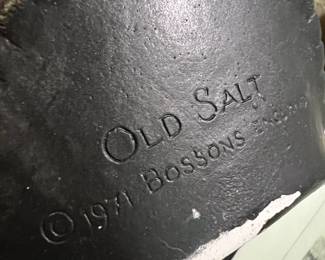 OLD SALT
© 1971 BOSSONS ENGLAND